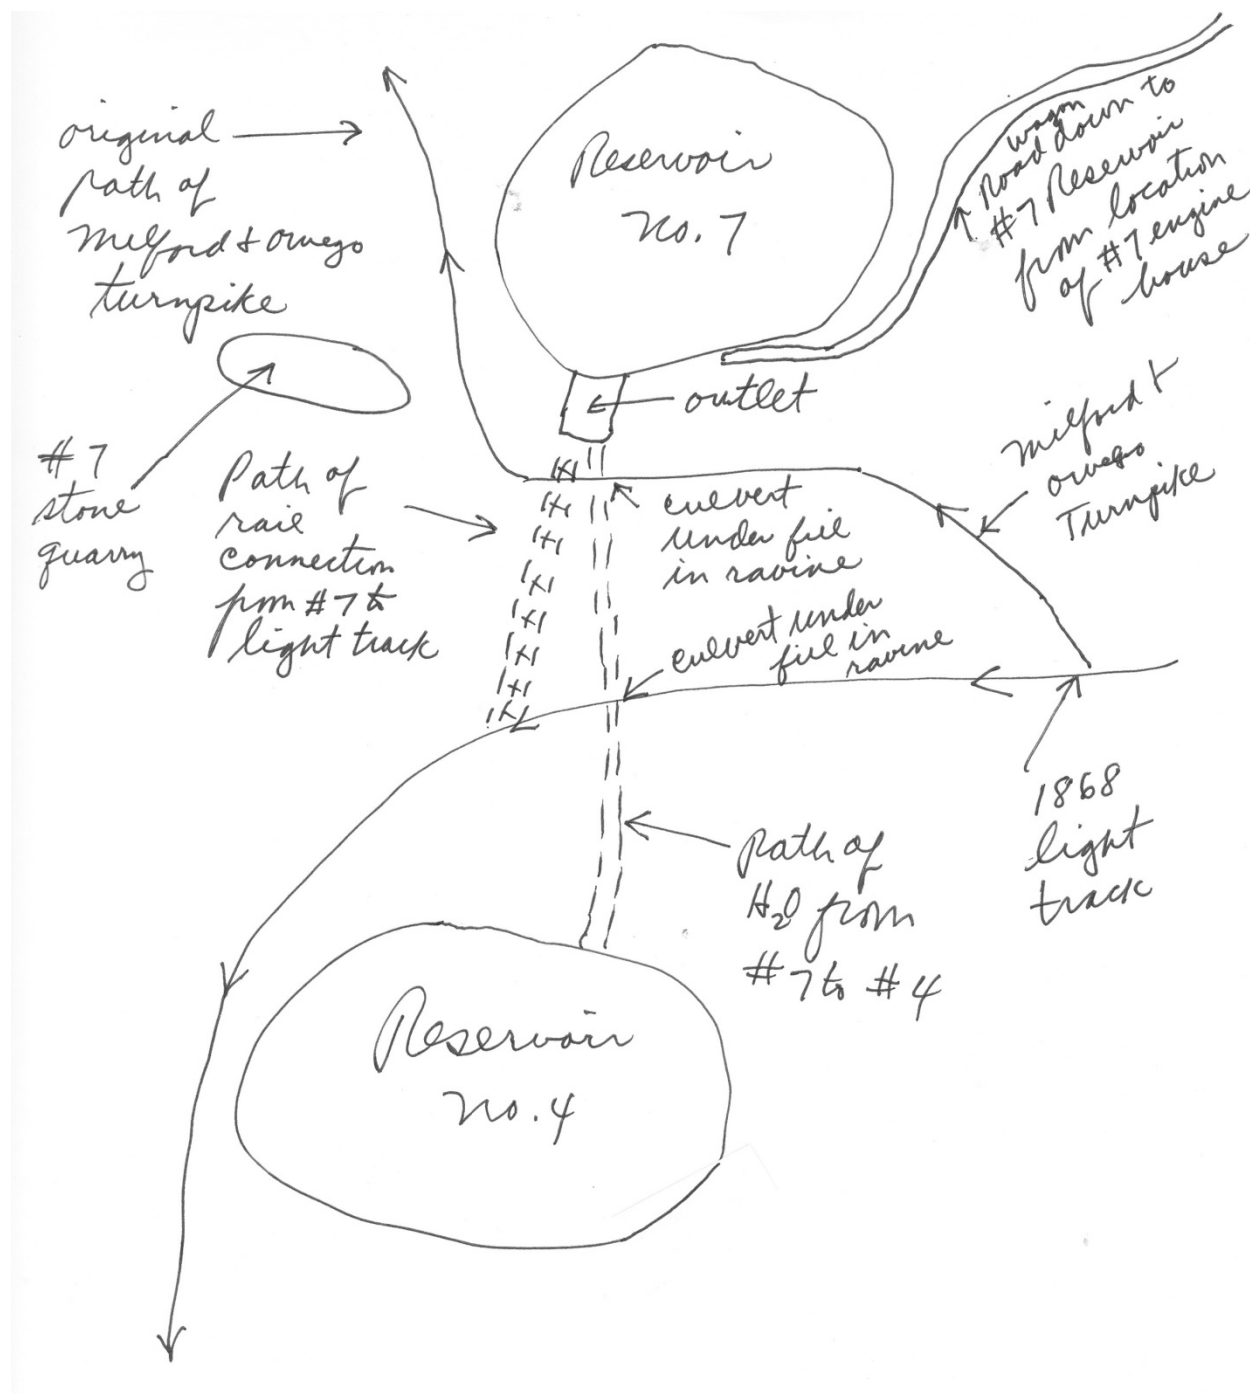 original
path of
Milford & Owego
turnpike
Reservoir
No. 7
wagon
Road down to
#7 Reservoir
from location
of #7 engine
house
outlet
Milford &
Owego
Turnpike
#7
stone
quarry
Path of
rail
connection
from #7 to
light track
culvert
under fill
in ravine
culvert under
fill in
ravine
1868
light
track
Path of
H₂O from
#7 to #4
Reservoir
No. 4